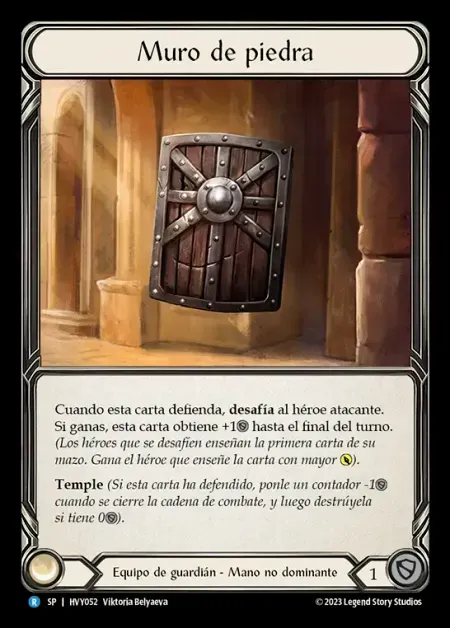 Muro de piedra
Cuando esta carta defienda, desafía al héroe atacante.
Si ganas, esta carta obtiene +1 hasta el final del turno.
(Los héroes que se desafíen enseñan la primera carta de su
mazo. Gana el héroe que enseñe la carta con mayor ).
Temple (Si esta carta ha defendido, ponle un contador -1
cuando se cierre la cadena de combate, y luego destrúyela
si tiene 0).
Equipo de guardián - Mano no dominante
1
R SP | HVY052 Viktoria Belyaeva
© 2023 Legend Story Studios